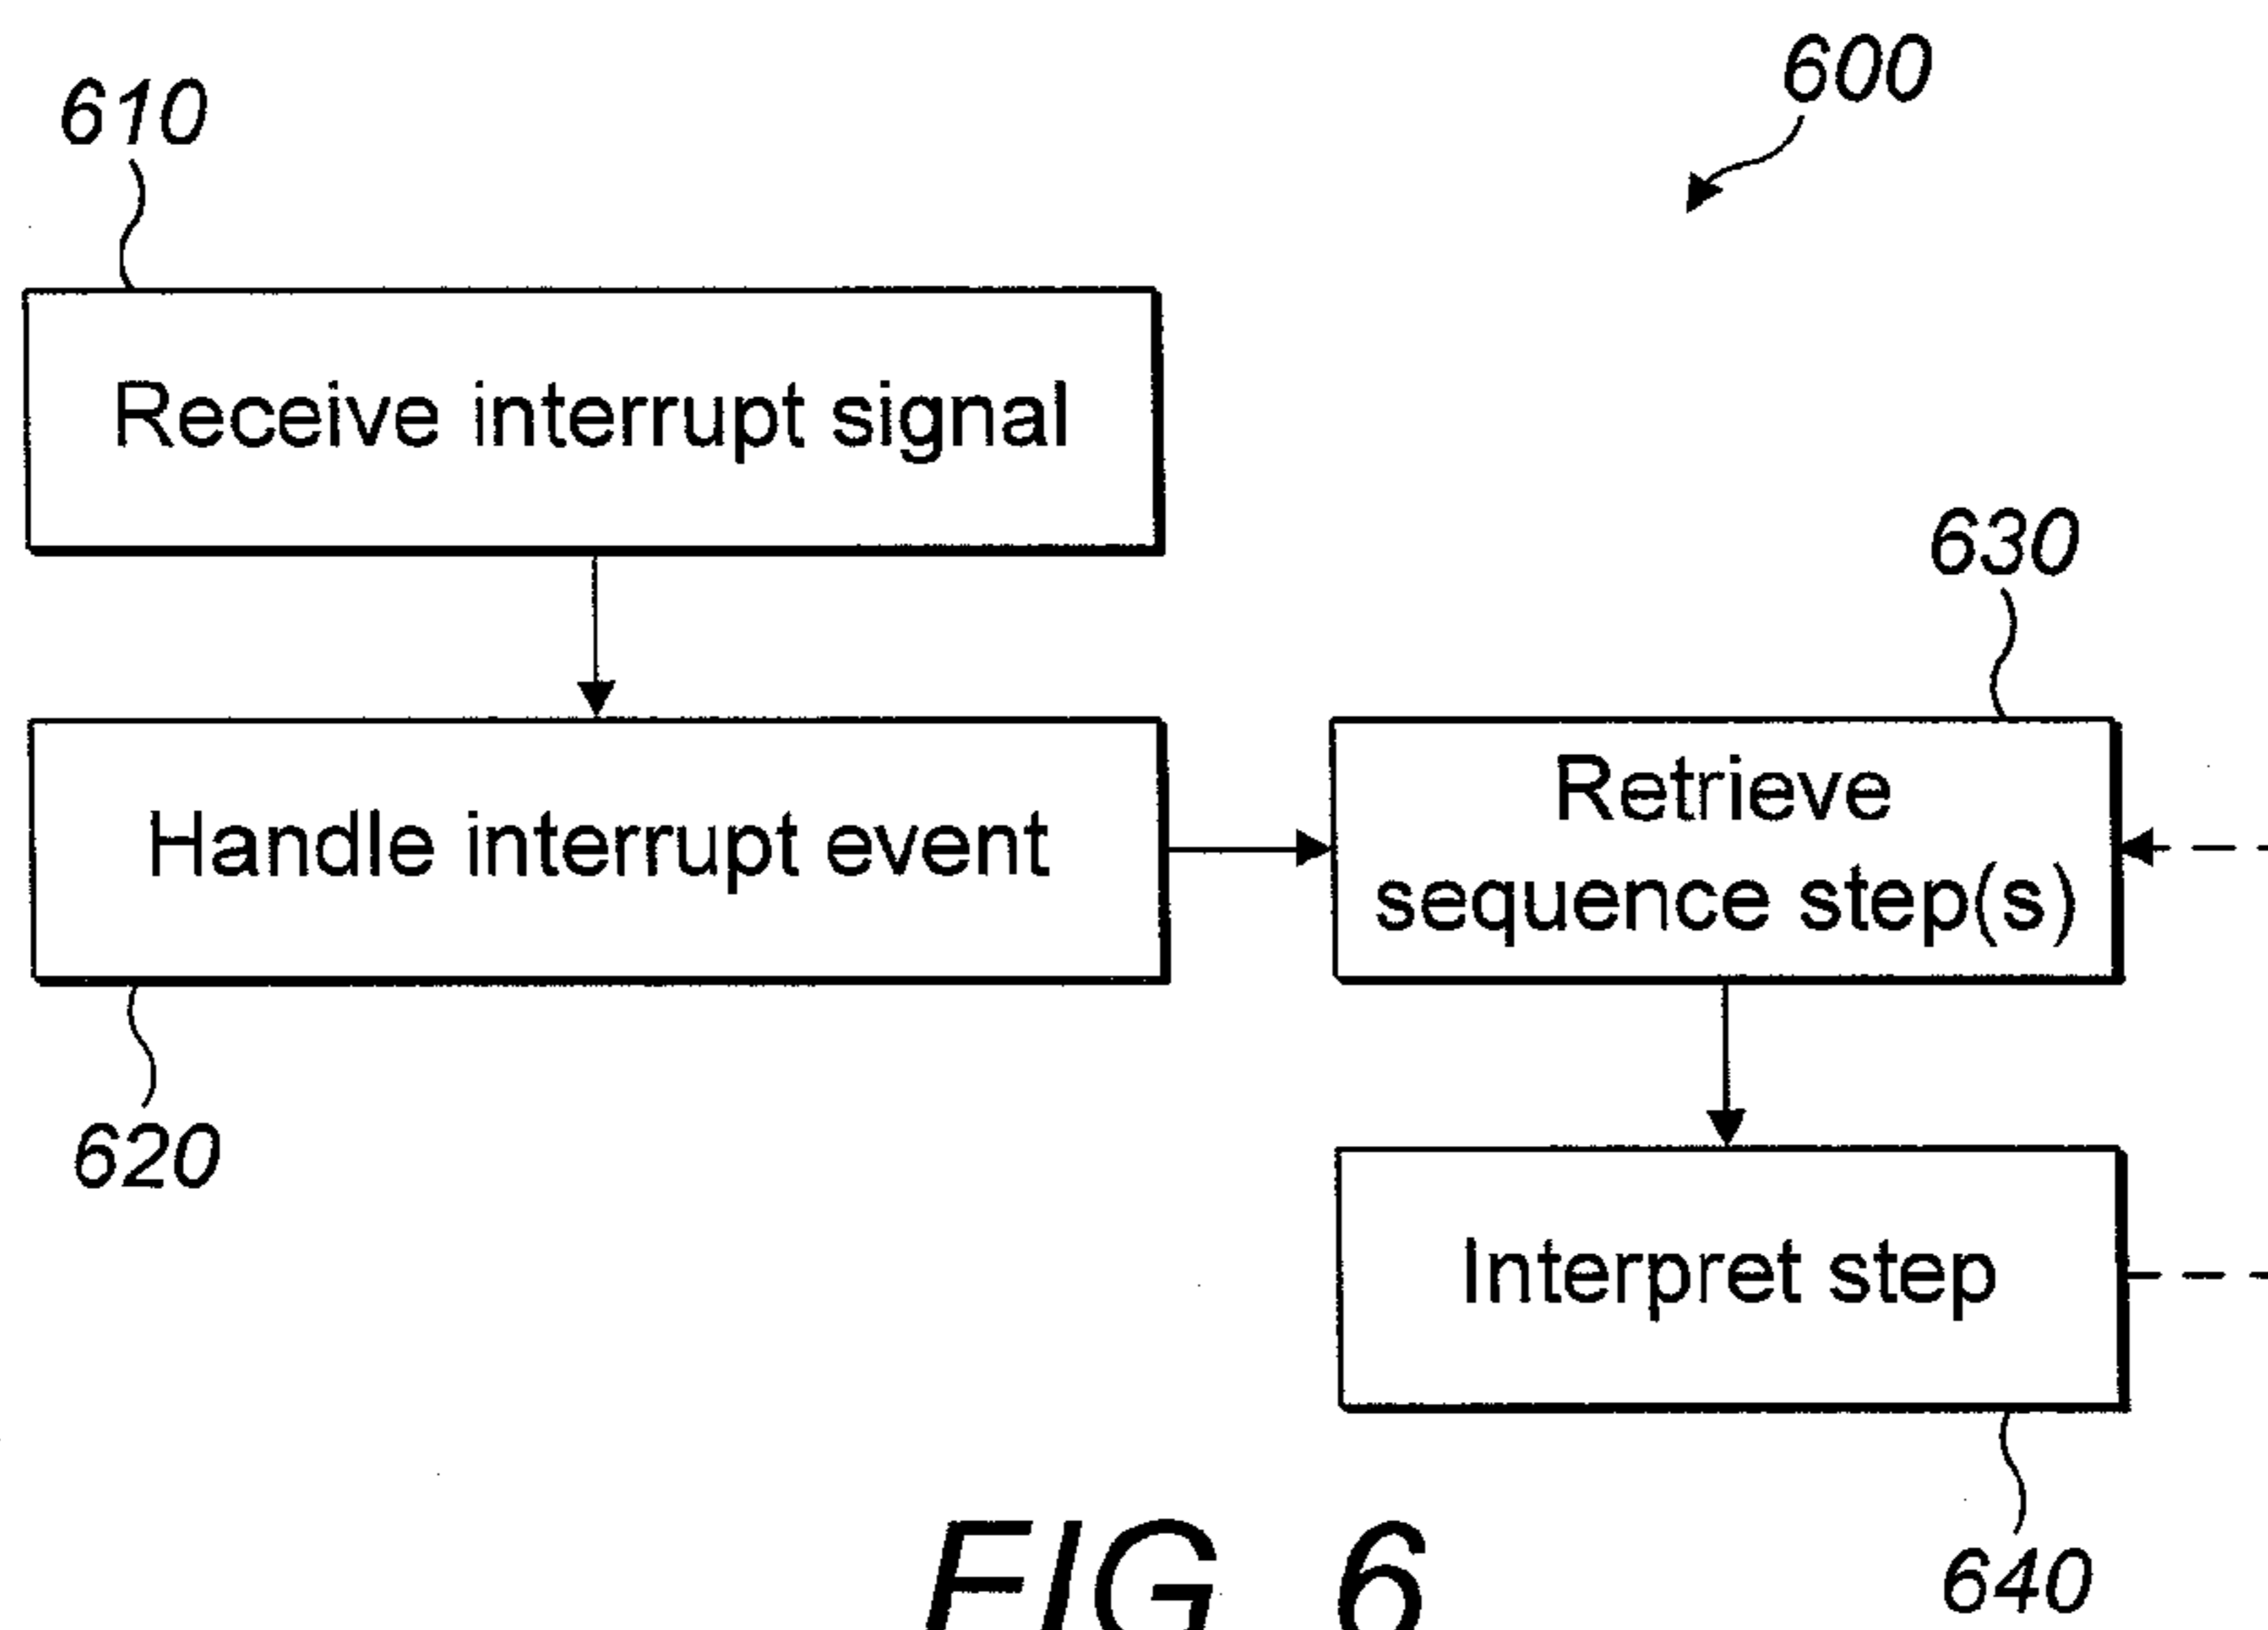 600
610
Receive interrupt signal
630
Handle interrupt event
Retrieve
sequence step(s)
620
Interpret step
640
FIG 6